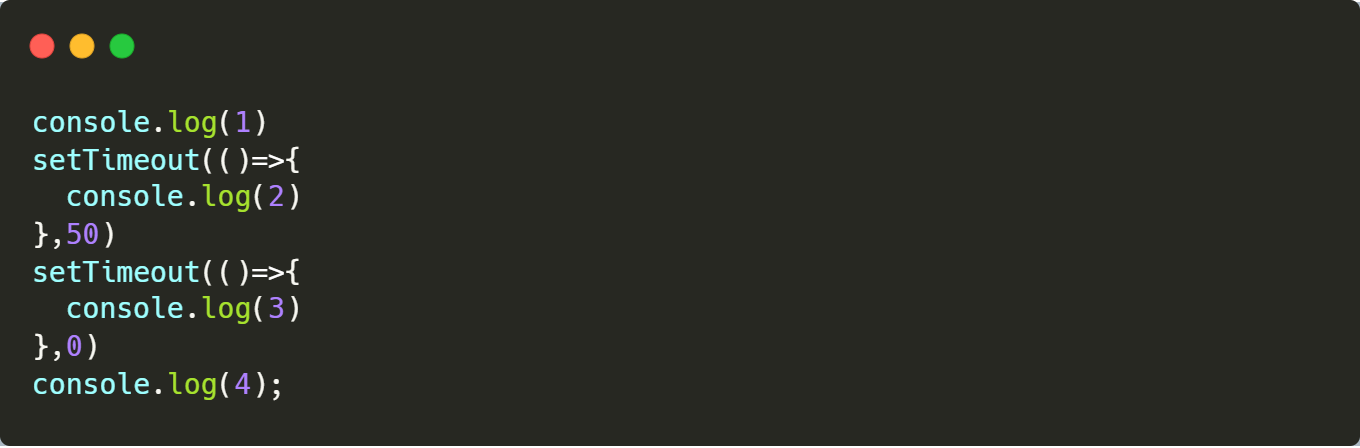 console.log(1)
setTimeout(()=>{
  console.log(2)
},50)
setTimeout(()=>{
  console.log(3)
},0)
console.log(4);